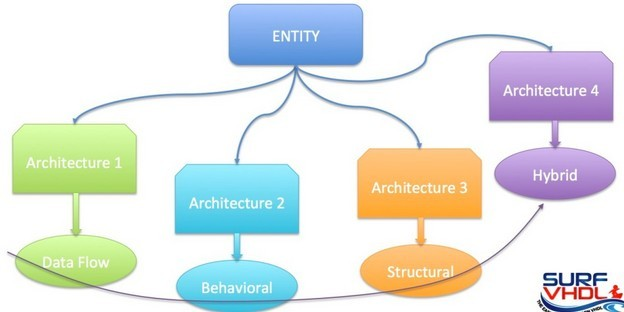 ENTITY
Architecture 1
Architecture 2
Architecture 3
Architecture 4
Data Flow
Behavioral
Structural
Hybrid
SURF
VHDL